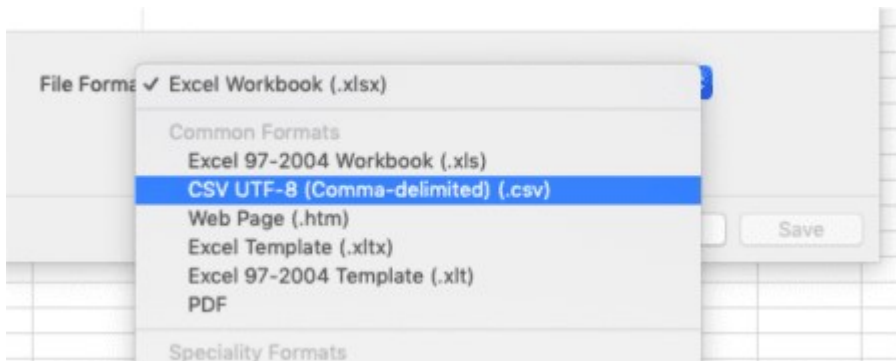 File Forma ✓ Excel Workbook (.xlsx)
Common Formats
Excel 97-2004 Workbook (.xls)
CSV UTF-8 (Comma-delimited) (.csv)
Web Page (.htm)
Save
Excel Template (.xltx)
Excel 97-2004 Template (.xlt)
PDF
Speciality Formats